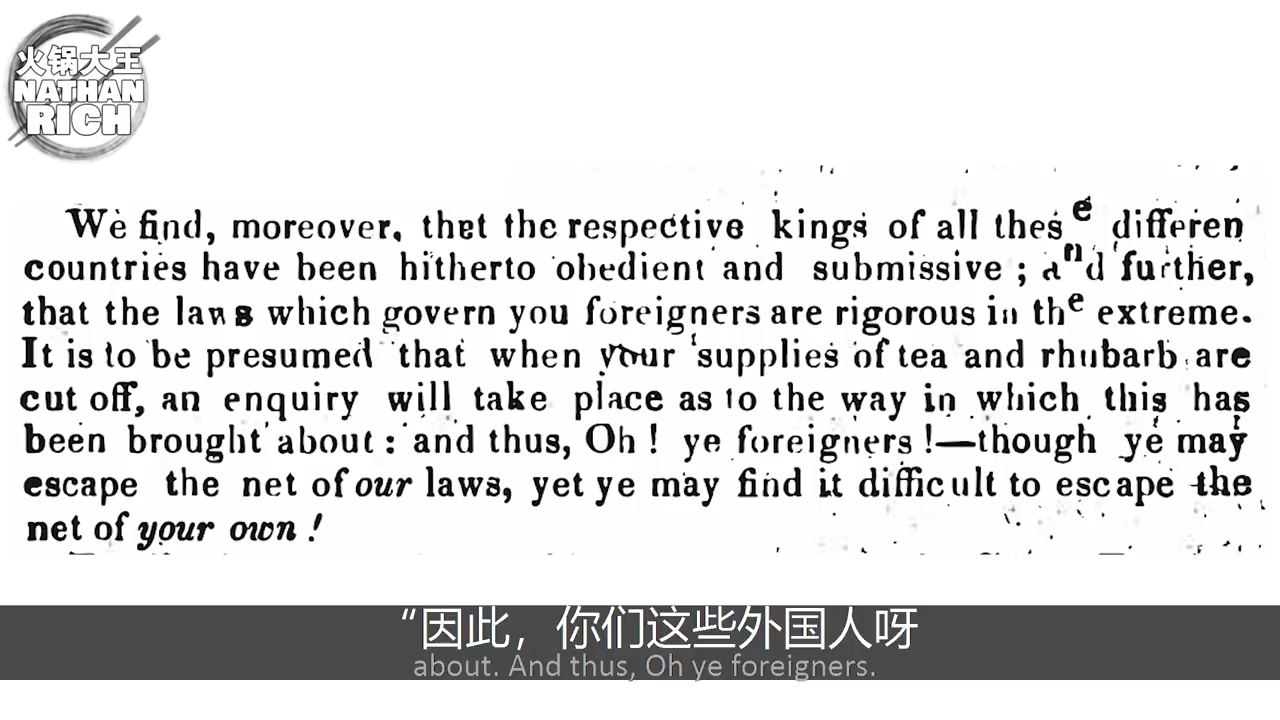 火锅大王
NATHAN
RICH
We find, moreover, that the respective kings of all these differen
countries have been hitherto obedient and submissive ; and further,
that the laws which govern you foreigners are rigorous in the extreme.
It is to be presumed that when your supplies of tea and rhubarb are
cut off, an enquiry will take place as to the way in which this has
been brought about : and thus, Oh ! ye foreigners !—though ye may
escape the net of our laws, yet ye may find it difficult to escape the
net of your own !
“因此，你们这些外国人呀
about. And thus, Oh ye foreigners.